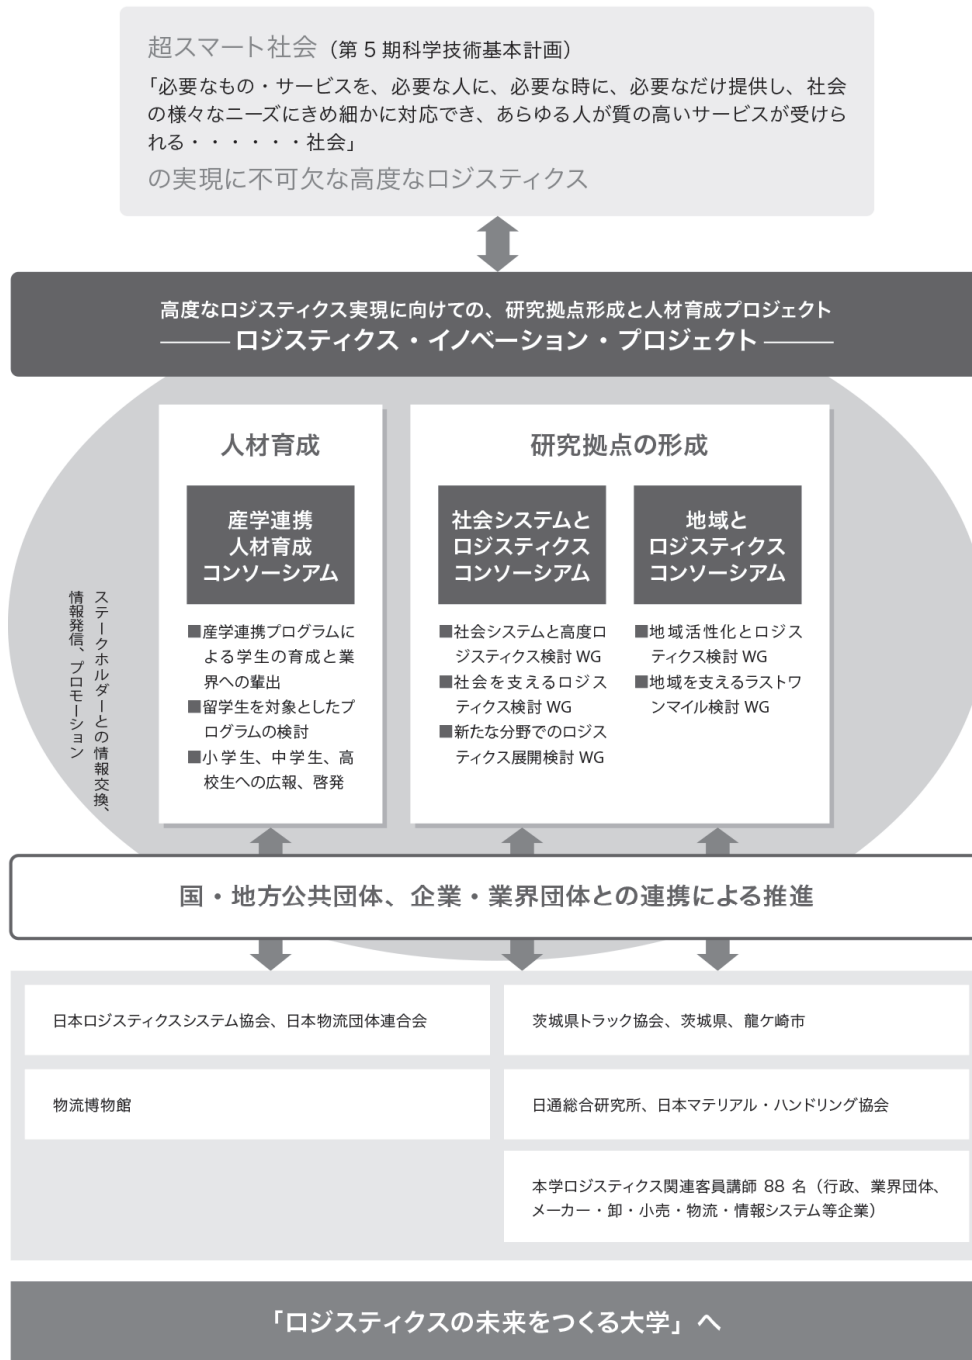 超スマート社会（第 5 期科学技術基本計画）
「必要なもの・サービスを、必要な人に、必要な時に、必要なだけ提供し、社会
の様々なニーズにきめ細かに対応でき、あらゆる人が質の高いサービスが受けら
れる・・・・・・社会」
の実現に不可欠な高度なロジスティクス
高度なロジスティクス実現に向けての、研究拠点形成と人材育成プロジェクト
ロジスティクス・イノベーション・プロジェクト
ステークホルダーとの情報交換、
情報発信、プロモーション
人材育成
産学連携
人材育成
コンソーシアム
■産学連携プログラムに
よる学生の育成と業
界への輩出
■留学生を対象としたプ
ログラムの検討
■小学生、中学生、高
校生への広報、啓発
研究拠点の形成
社会システムと
ロジスティクス
コンソーシアム
■社会システムと高度ロ
ジスティクス検討 WG
■社会を支えるロジス
ティクス検討 WG
■新たな分野でのロジス
ティクス展開検討 WG
地域と
ロジスティクス
コンソーシアム
■地域活性化とロジス
ティクス検討 WG
■地域を支えるラストワ
ンマイル検討 WG
国・地方公共団体、企業・業界団体との連携による推進
日本ロジスティクスシステム協会、日本物流団体連合会
物流博物館
茨城県トラック協会、茨城県、龍ケ崎市
日通総合研究所、日本マテリアル・ハンドリング協会
本学ロジスティクス関連客員講師 88 名（行政、業界団体、
メーカー・卸・小売・物流・情報システム等企業）
「ロジスティクスの未来をつくる大学」へ